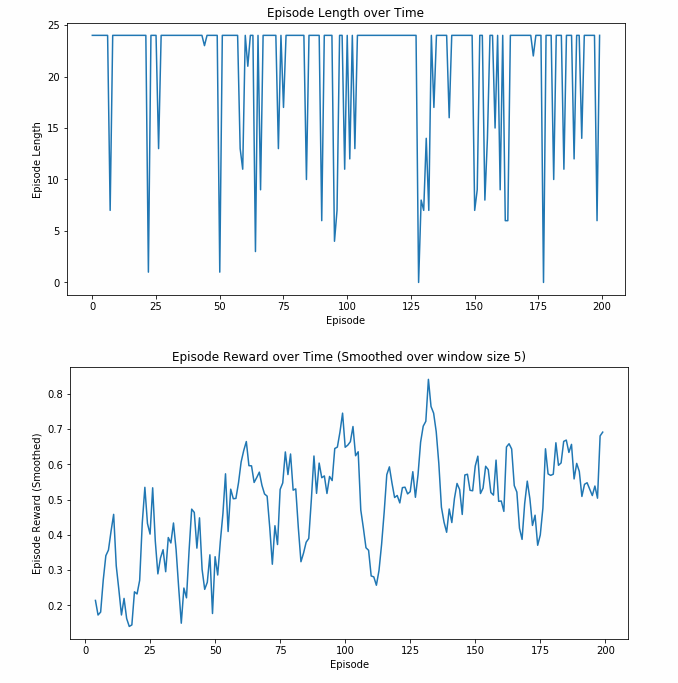 Episode Length over Time
25
20
15
10
5
0
Episode Length
0 25 50 75 100 125 150 175 200
Episode
Episode Reward over Time (Smoothed over window size 5)
0.8
0.7
0.6
0.5
0.4
0.3
0.2
Episode Reward (Smoothed)
0 25 50 75 100 125 150 175 200
Episode